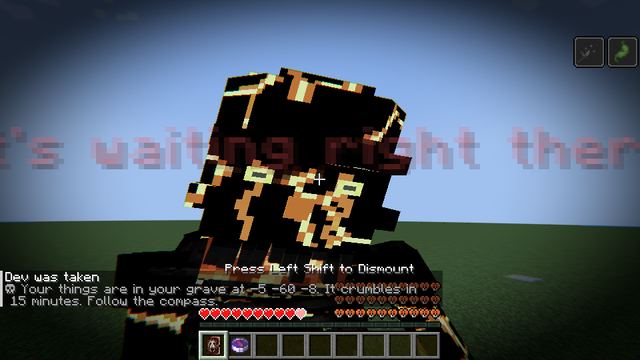 's waiting right ther
Press Left Shift to Dismount
Dev was taken
Your things are in your grave at -5 -60 -8. It crumbles in
15 minutes. Follow the compass.